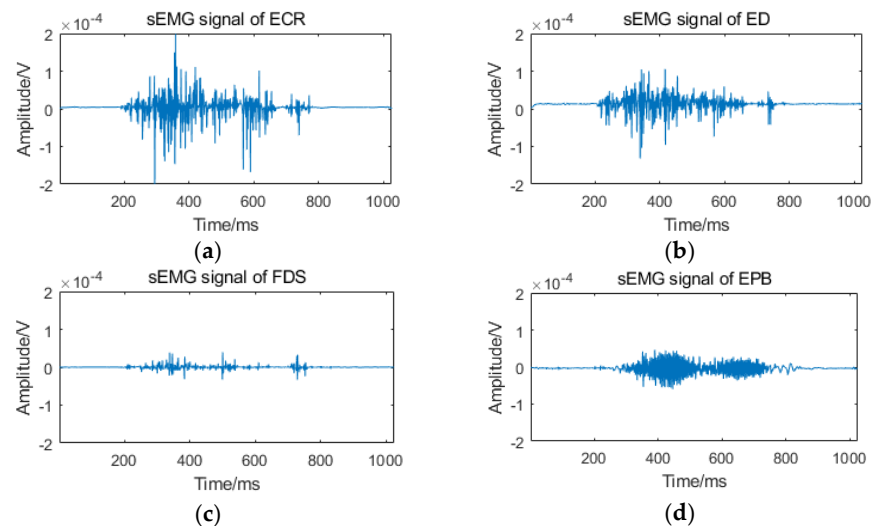 sEMG signal of ECR
×10⁻⁴
2
1
0
-1
-2
Amplitude/V
200 400 600 800 1000
Time/ms
(a)
sEMG signal of ED
×10⁻⁴
2
1
0
-1
-2
Amplitude/V
200 400 600 800 1000
Time/ms
(b)
sEMG signal of FDS
×10⁻⁴
2
1
0
-1
-2
Amplitude/V
200 400 600 800 1000
Time/ms
(c)
sEMG signal of EPB
×10⁻⁴
2
1
0
-1
-2
Amplitude/V
200 400 600 800 1000
Time/ms
(d)